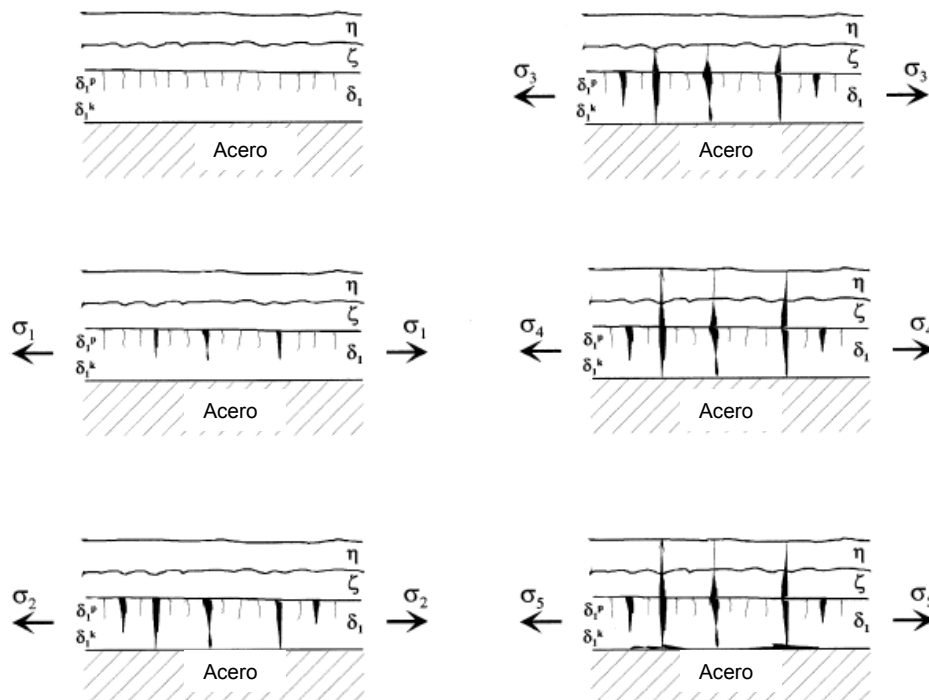 η
ζ
δ₁ᵖ
δ₁
δ₁ᵏ
Acero
η
σ₃ ζ σ₃
δ₁ᵖ
δ₁
δ₁ᵏ
Acero
η
σ₁ ζ σ₁
δ₁ᵖ
δ₁
δ₁ᵏ
Acero
η
σ₄ ζ σ₄
δ₁ᵖ
δ₁
δ₁ᵏ
Acero
η
σ₂ ζ σ₂
δ₁ᵖ
δ₁
δ₁ᵏ
Acero
η
σ₅ ζ σ₅
δ₁ᵖ
δ₁
δ₁ᵏ
Acero